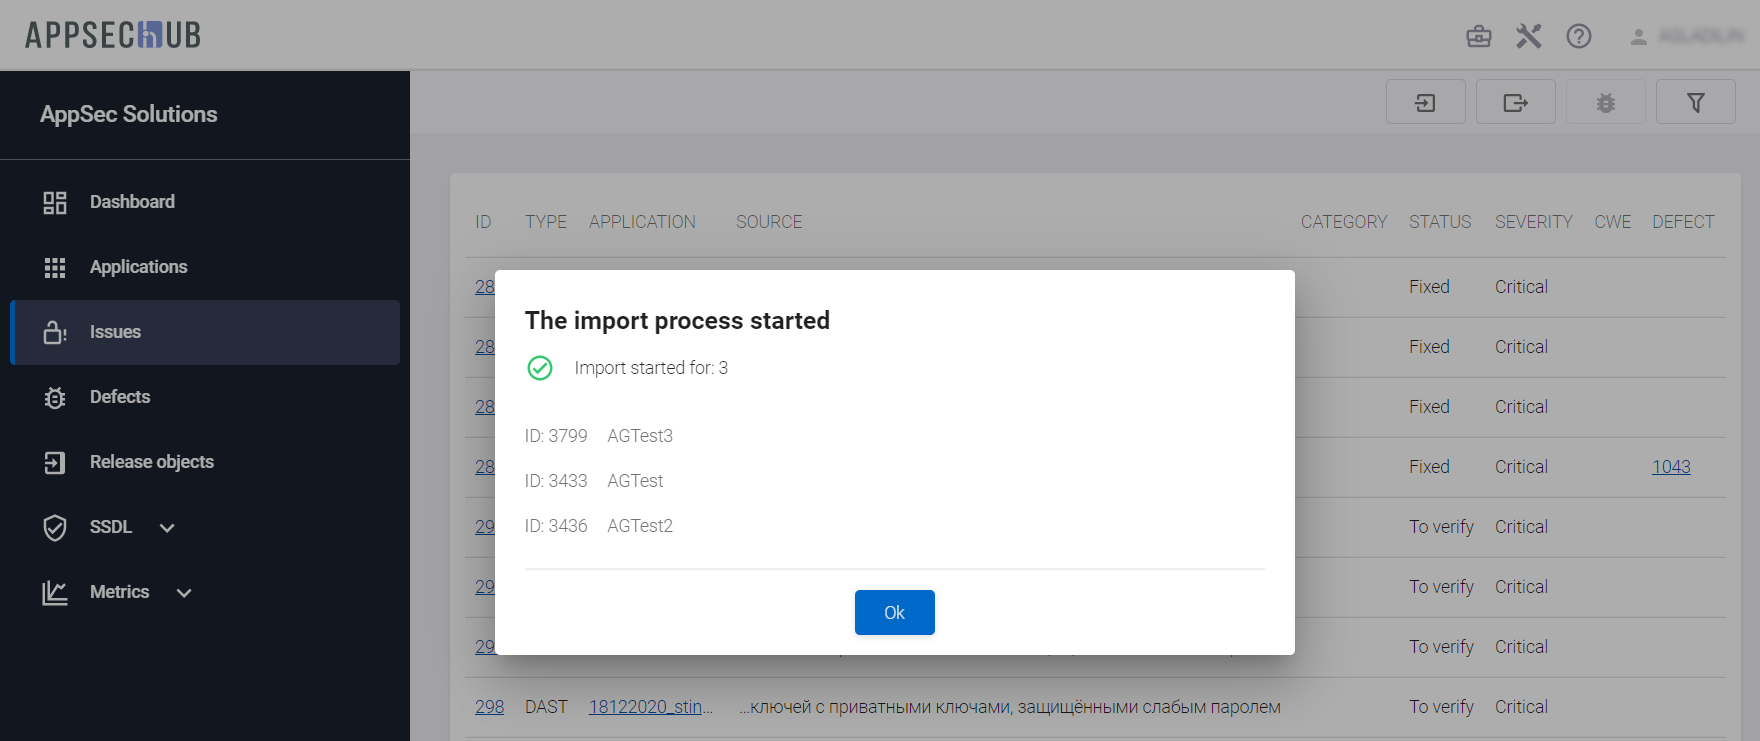 APPSECHUB
AppSec Solutions
Dashboard
Applications
Issues
Defects
Release objects
SSDL
Metrics
ID TYPE APPLICATION SOURCE CATEGORY STATUS SEVERITY CWE DEFECT
28 Fixed Critical
28 Fixed Critical
28 Fixed Critical
28 Fixed Critical 1043
29 To verify Critical
29 To verify Critical
29 To verify Critical
298 DAST 18122020_stin... ...ключей с приватными ключами, защищёнными слабым паролем To verify Critical
The import process started
Import started for: 3
ID: 3799 AGTest3
ID: 3433 AGTest
ID: 3436 AGTest2
Ok